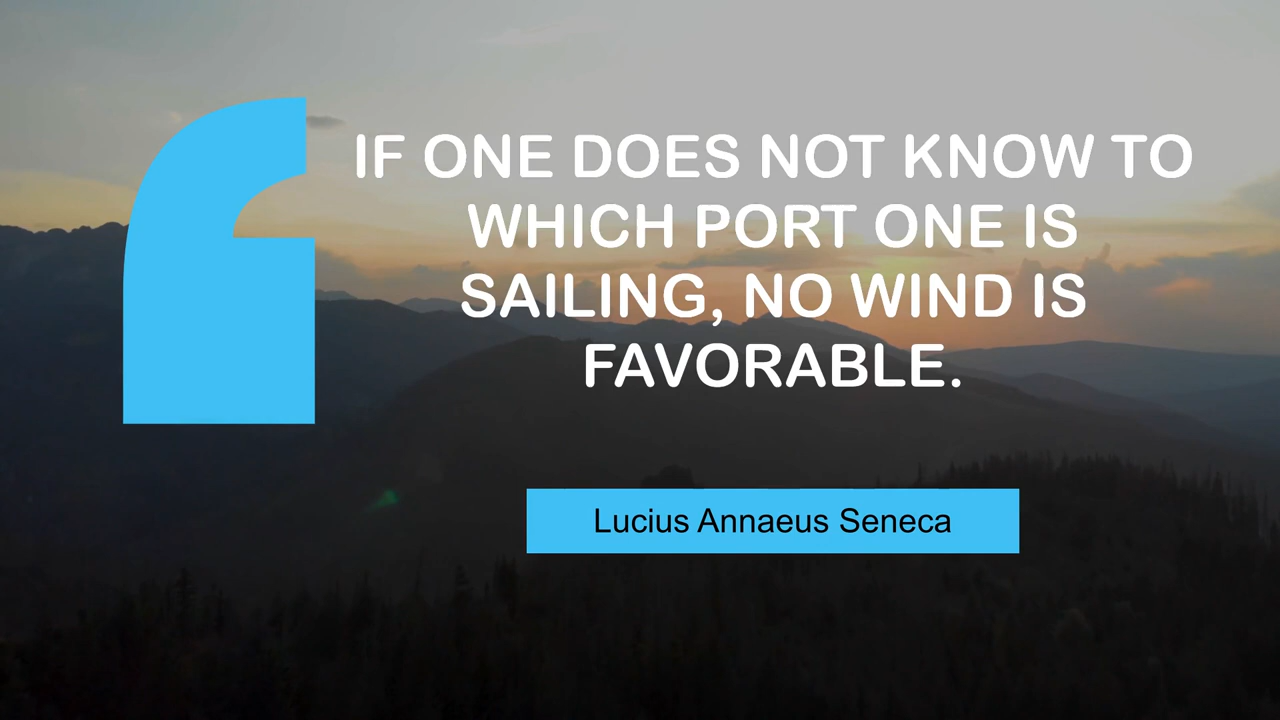 IF ONE DOES NOT KNOW TO
WHICH PORT ONE IS
SAILING, NO WIND IS
FAVORABLE.
Lucius Annaeus Seneca